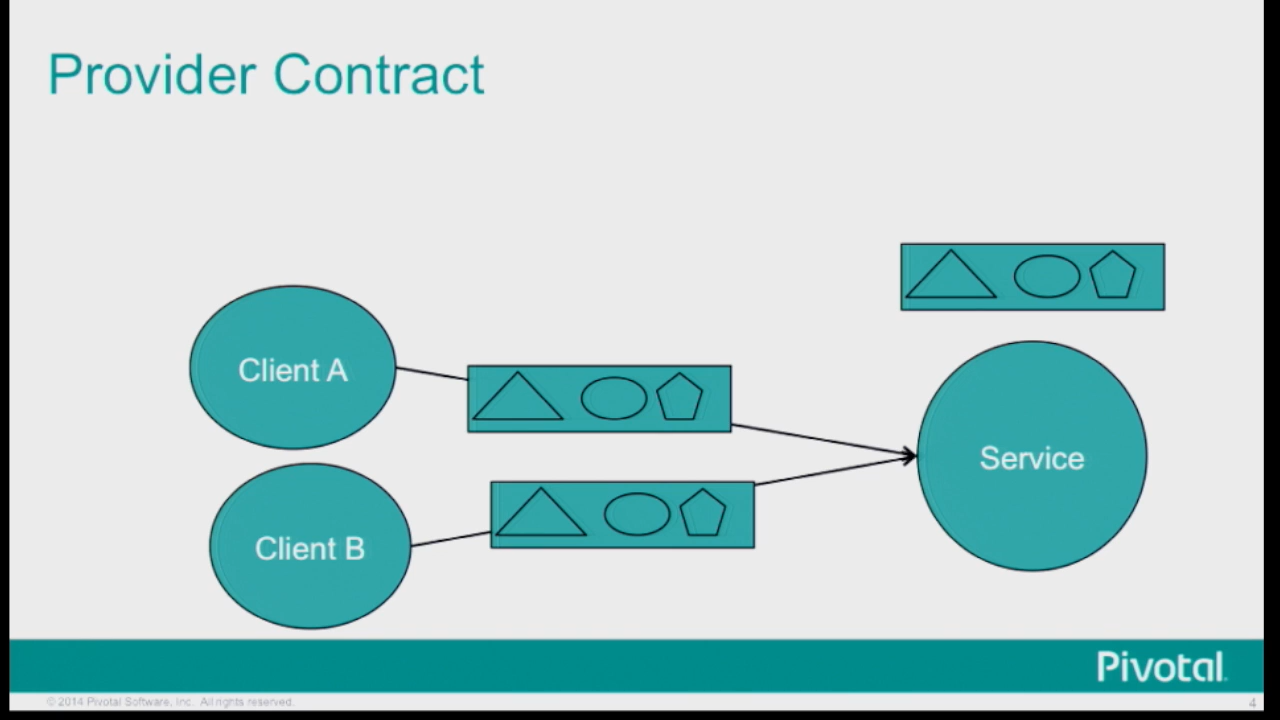 Provider Contract
Client A
Service
Client B
Pivotal
© 2014 Pivotal Software, Inc. All rights reserved.
4